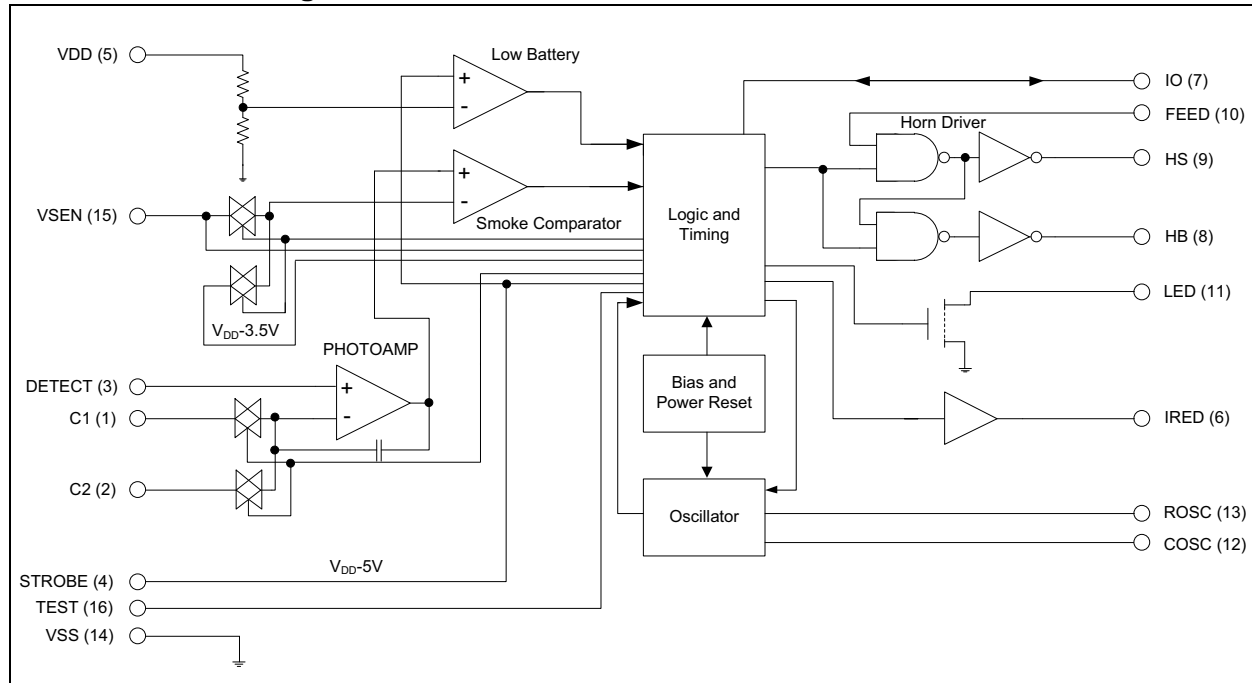 VDD (5)
Low Battery
+
-
IO (7)
FEED (10)
Horn Driver
HS (9)
VSEN (15)
+
-
Smoke Comparator
Logic and
Timing
HB (8)
LED (11)
VDD-3.5V
PHOTOAMP
DETECT (3)
+
-
C1 (1)
Bias and
Power Reset
IRED (6)
C2 (2)
Oscillator
ROSC (13)
COSC (12)
STROBE (4)
VDD-5V
TEST (16)
VSS (14)